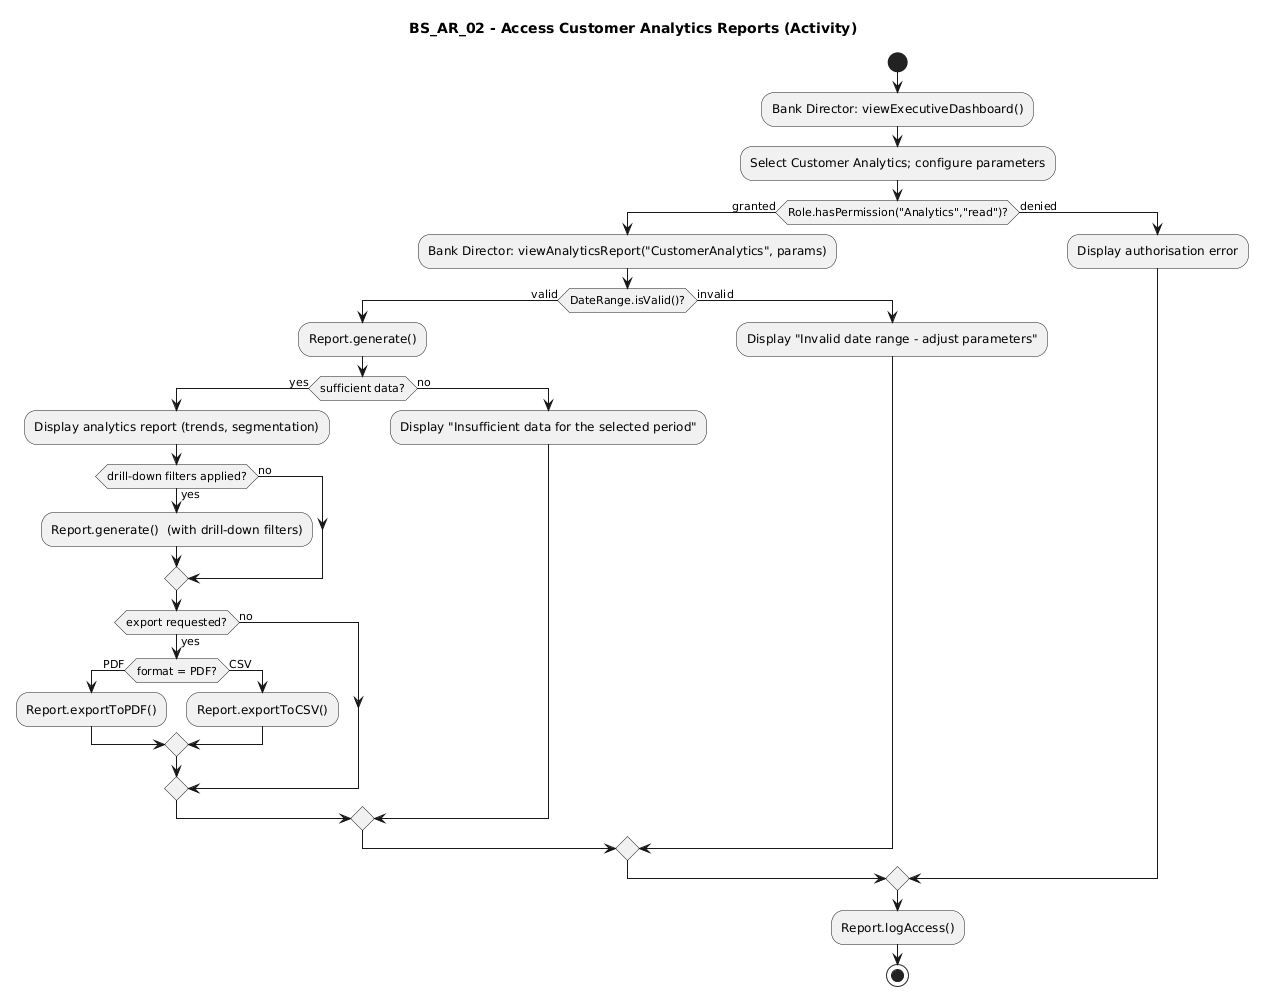 BS_AR_02 - Access Customer Analytics Reports (Activity)
Bank Director: viewExecutiveDashboard()
Select Customer Analytics; configure parameters
granted
Role.hasPermission("Analytics","read")?
denied
Bank Director: viewAnalyticsReport("CustomerAnalytics", params)
Display authorisation error
valid
DateRange.isValid()?
invalid
Report.generate()
Display "Invalid date range - adjust parameters"
yes
sufficient data?
no
Display analytics report (trends, segmentation)
Display "Insufficient data for the selected period"
drill-down filters applied?
no
yes
Report.generate()  (with drill-down filters)
export requested?
no
yes
PDF
format = PDF?
CSV
Report.exportToPDF()
Report.exportToCSV()
Report.logAccess()